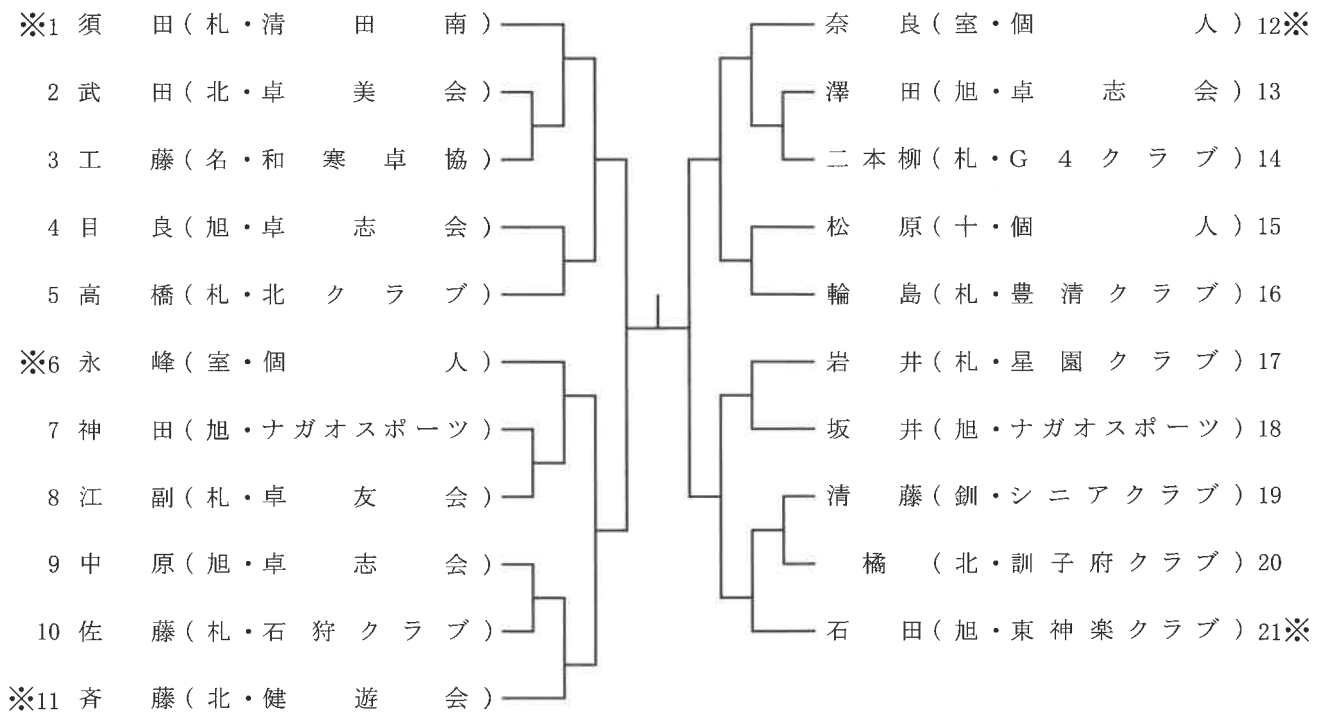 ※1 須田(札・清田南)
2 武田(北・卓美会)
3 工藤(名・和寒卓協)
4 目良(旭・卓志会)
5 高橋(札・北クラブ)
※6 永峰(室・個人)
7 神田(旭・ナガオスポーツ)
8 江副(札・卓友会)
9 中原(旭・卓志会)
10 佐藤(札・石狩クラブ)
※11 斉藤(北・健遊会)
奈良(室・個人)12※
澤田(旭・卓志会)13
二本柳(札・G4クラブ)14
松原(十・個人)15
輪島(札・豊清クラブ)16
岩井(札・星園クラブ)17
坂井(旭・ナガオスポーツ)18
清藤(釧・シニアクラブ)19
橘(北・訓子府クラブ)20
石田(旭・東神楽クラブ)21※